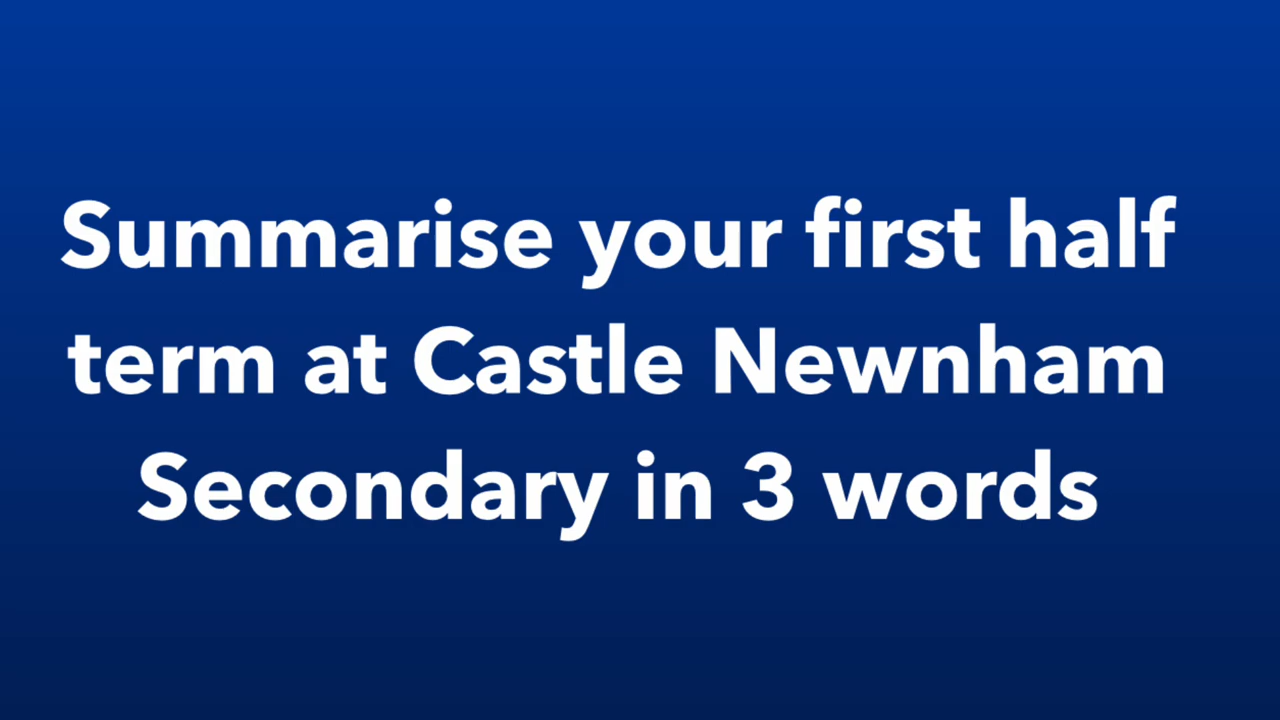 Summarise your first half
term at Castle Newnham
Secondary in 3 words